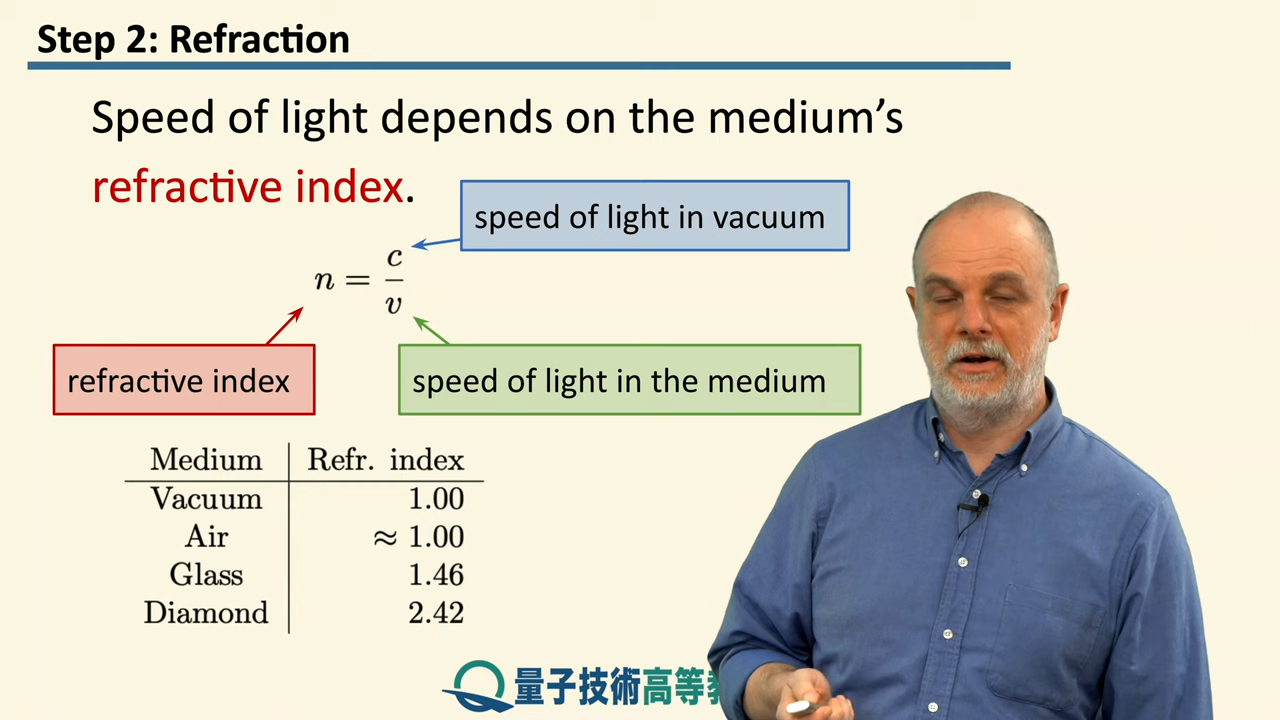 Step 2: Refraction
Speed of light depends on the medium's
refractive index.
speed of light in vacuum
n = c/v
refractive index
speed of light in the medium
Medium Refr. index
Vacuum 1.00
Air ≈ 1.00
Glass 1.46
Diamond 2.42
量子技術高等